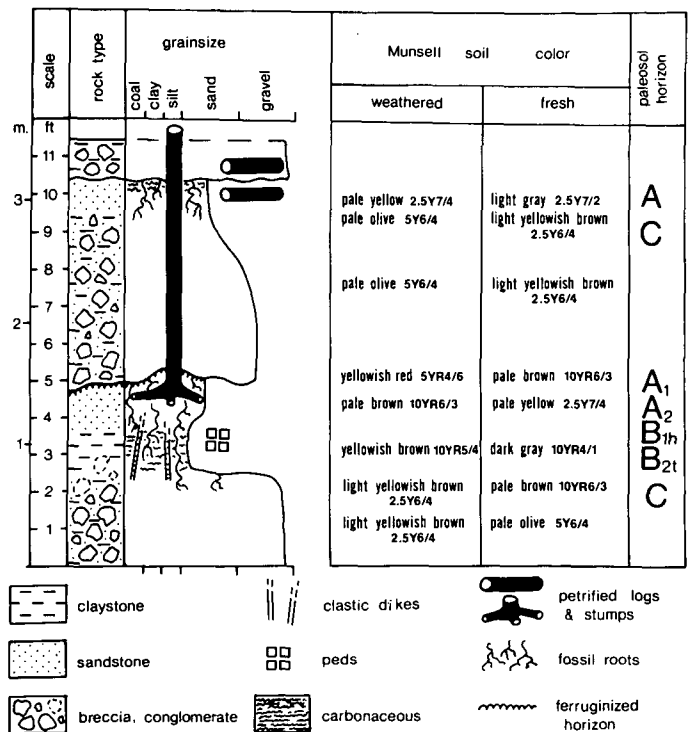 scale
rock type
grainsize
coal
clay
silt
sand
gravel
Munsell soil color
weathered
fresh
paleosol
horizon
m. ft
11
3 10
9
8
7
2
6
5
4
1
3
2
1
pale yellow 2.5Y7/4 light gray 2.5Y7/2 A
pale olive 5Y6/4 light yellowish brown
2.5Y6/4 C
pale olive 5Y6/4 light yellowish brown
2.5Y6/4
yellowish red 5YR4/6 pale brown 10YR6/3 A1
pale brown 10YR6/3 pale yellow 2.5Y7/4 A2
B1h
yellowish brown 10YR5/4 dark gray 10YR4/1 B2t
light yellowish brown pale brown 10YR6/3 C
2.5Y6/4
light yellowish brown pale olive 5Y6/4
2.5Y6/4
claystone
clastic dikes
petrified logs
& stumps
sandstone
peds
fossil roots
breccia, conglomerate
carbonaceous
ferruginized
horizon